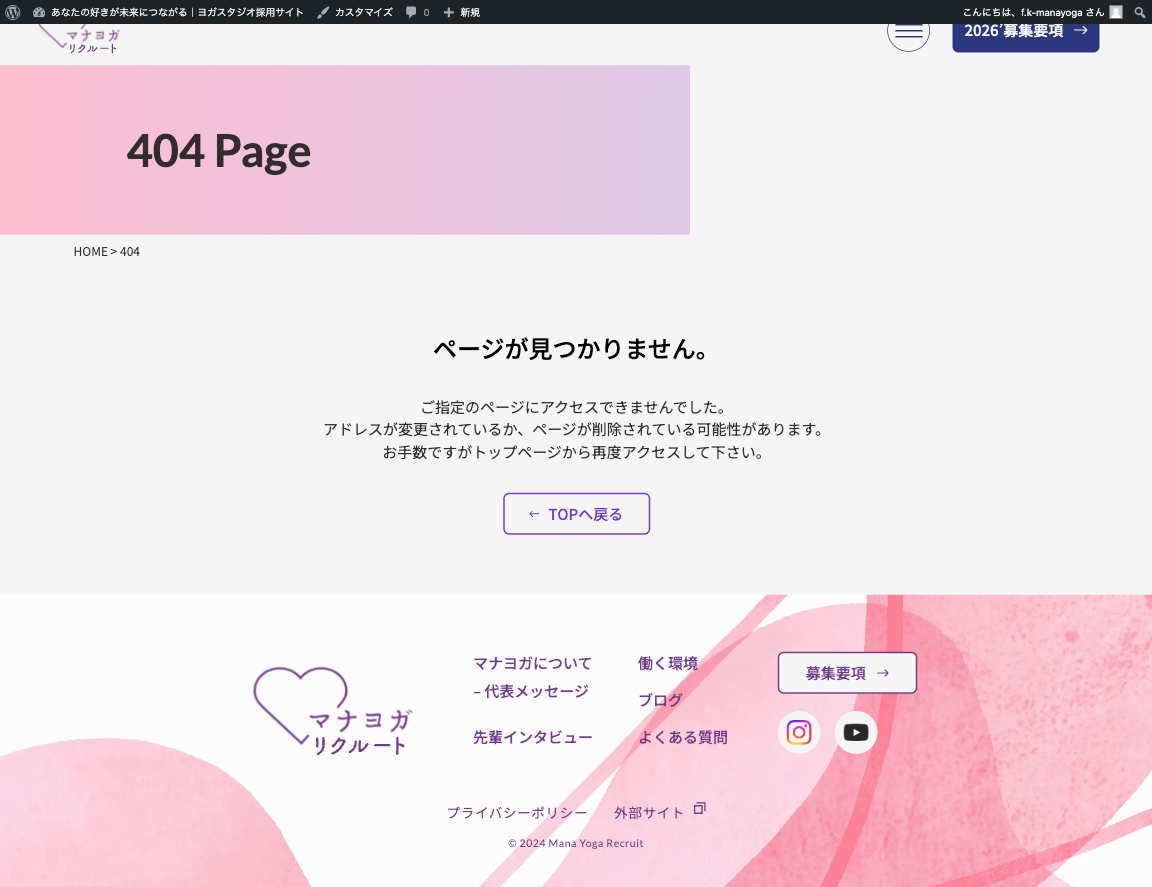 あなたの好きが未来につながる｜ヨガスタジオ採用サイト カスタマイズ 0 新規 こんにちは、f.k-manayoga さん
マナヨガ
リクルート
2026’募集要項 →
404 Page
HOME > 404
ページが見つかりません。
ご指定のページにアクセスできませんでした。
アドレスが変更されているか、ページが削除されている可能性があります。
お手数ですがトップページから再度アクセスして下さい。
← TOPへ戻る
マナヨガ
リクルート
マナヨガについて
– 代表メッセージ
先輩インタビュー
働く環境
ブログ
よくある質問
募集要項 →
プライバシーポリシー 外部サイト
© 2024 Mana Yoga Recruit